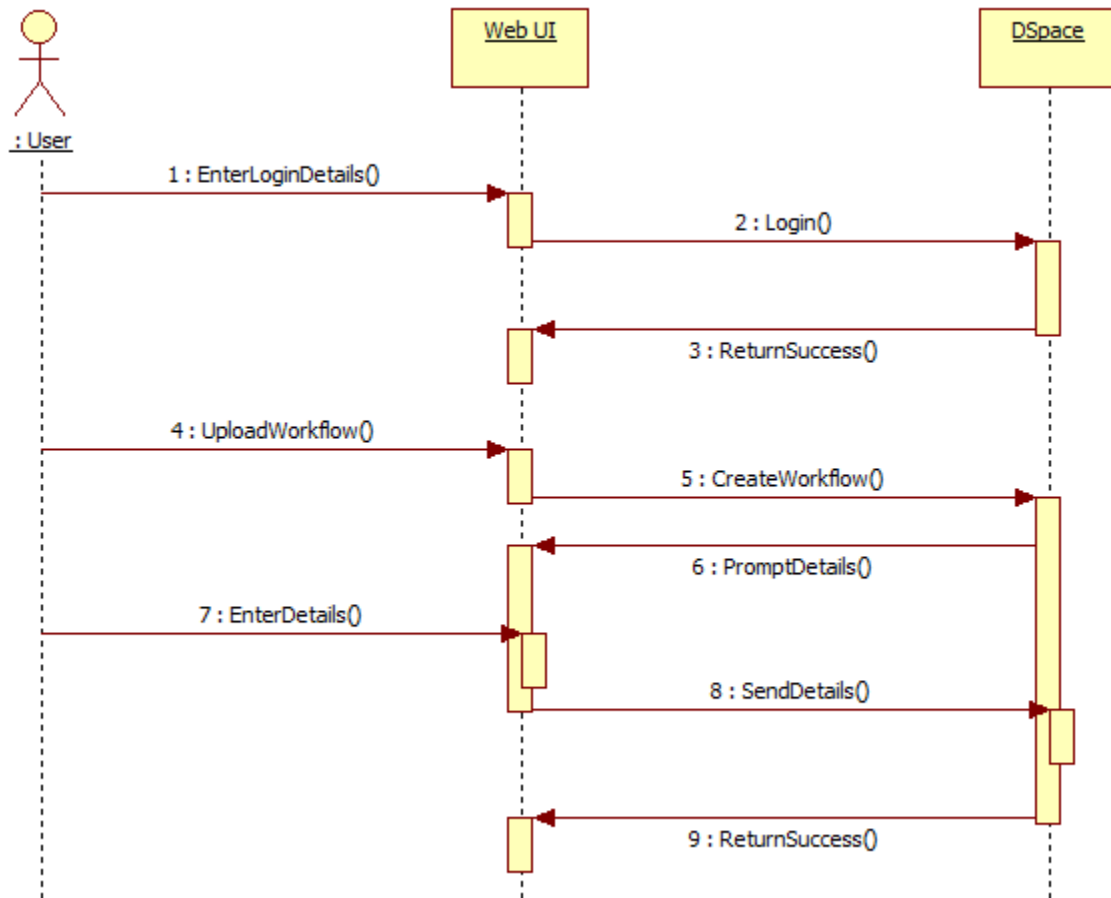 Web UI
DSpace
: User
1 : EnterLoginDetails()
2 : Login()
3 : ReturnSuccess()
4 : UploadWorkflow()
5 : CreateWorkflow()
6 : PromptDetails()
7 : EnterDetails()
8 : SendDetails()
9 : ReturnSuccess()